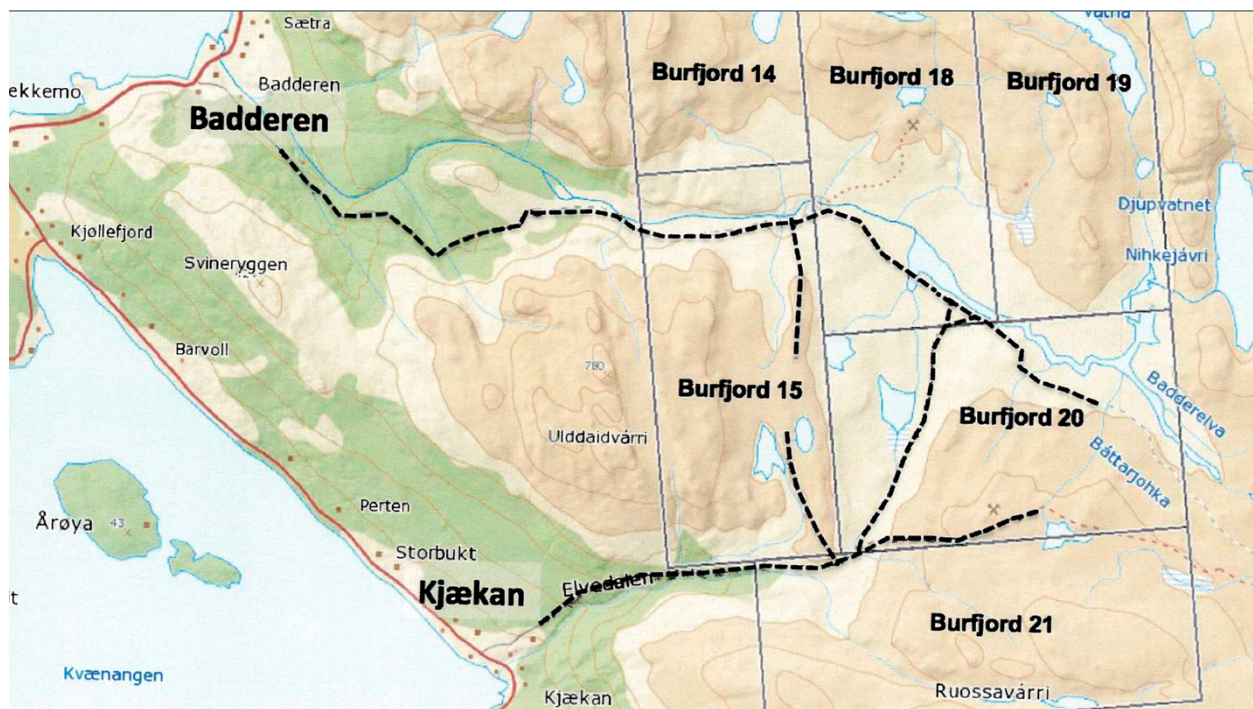 Sætra
Vatna
ekkemo
Badderen
Badderen
Burfjord 14
Burfjord 18
Burfjord 19
Djupvatnet
Kjøllefjord
Svineryggen
Nihkejávri
Barvoll
780
Burfjord 15
Badderelva
Ulddaidvárri
Burfjord 20
Báttarjohka
Perten
Årøya
43
Storbukt
Elvedalen
Kjækan
Burfjord 21
Kvænangen
Kjækan
Ruossavárri